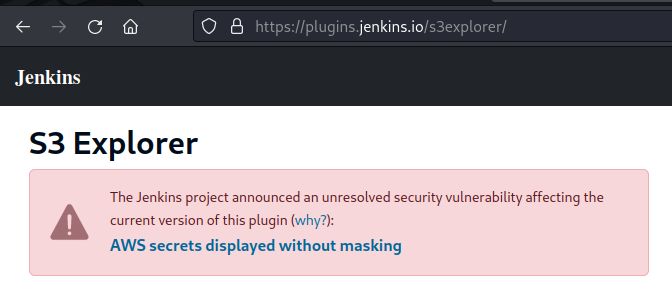 https://plugins.jenkins.io/s3explorer/
Jenkins
S3 Explorer
The Jenkins project announced an unresolved security vulnerability affecting the
current version of this plugin (why?):
AWS secrets displayed without masking